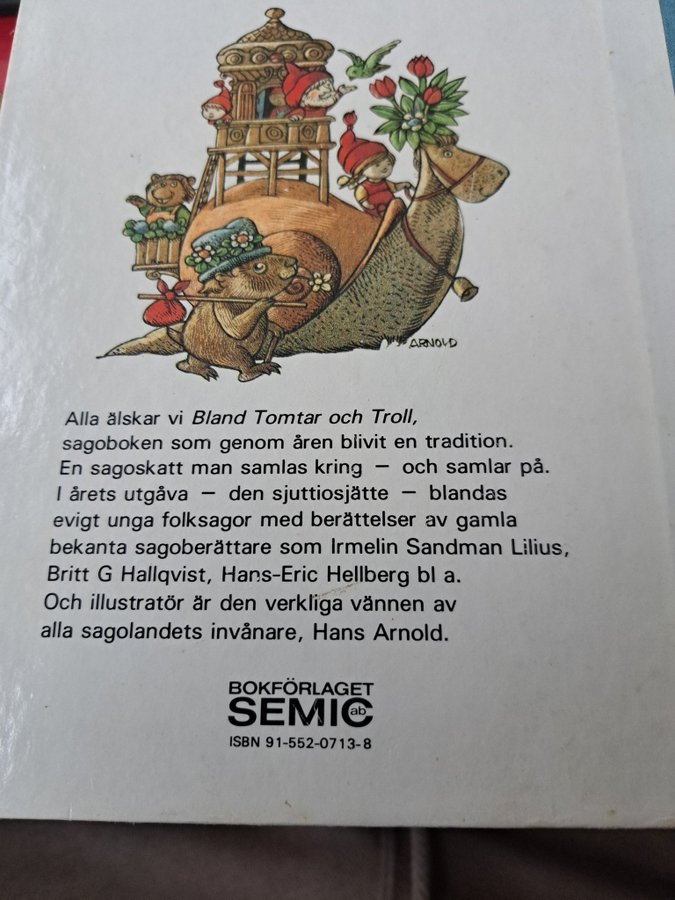 ARNOLD
Alla älskar vi Bland Tomtar och Troll,
sagoboken som genom åren blivit en tradition.
En sagoskatt man samlas kring — och samlar på.
I årets utgåva — den sjuttiosjätte — blandas
evigt unga folksagor med berättelser av gamla
bekanta sagoberättare som Irmelin Sandman Lilius,
Britt G Hallqvist, Hans-Eric Hellberg bl a.
Och illustratör är den verkliga vännen av
alla sagolandets invånare, Hans Arnold.
BOKFÖRLAGET
SEMIC ab
ISBN 91-552-0713-8